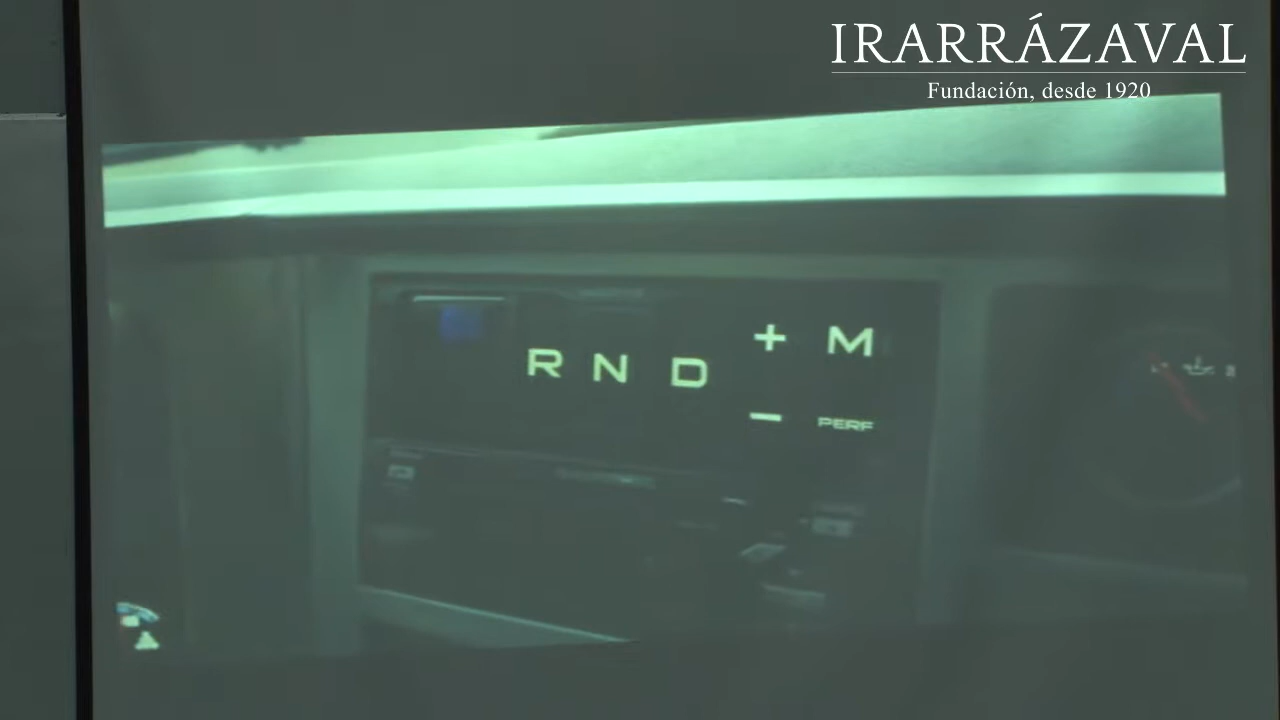 IRARRÁZAVAL
Fundación, desde 1920
+ M
R N D
— PERF